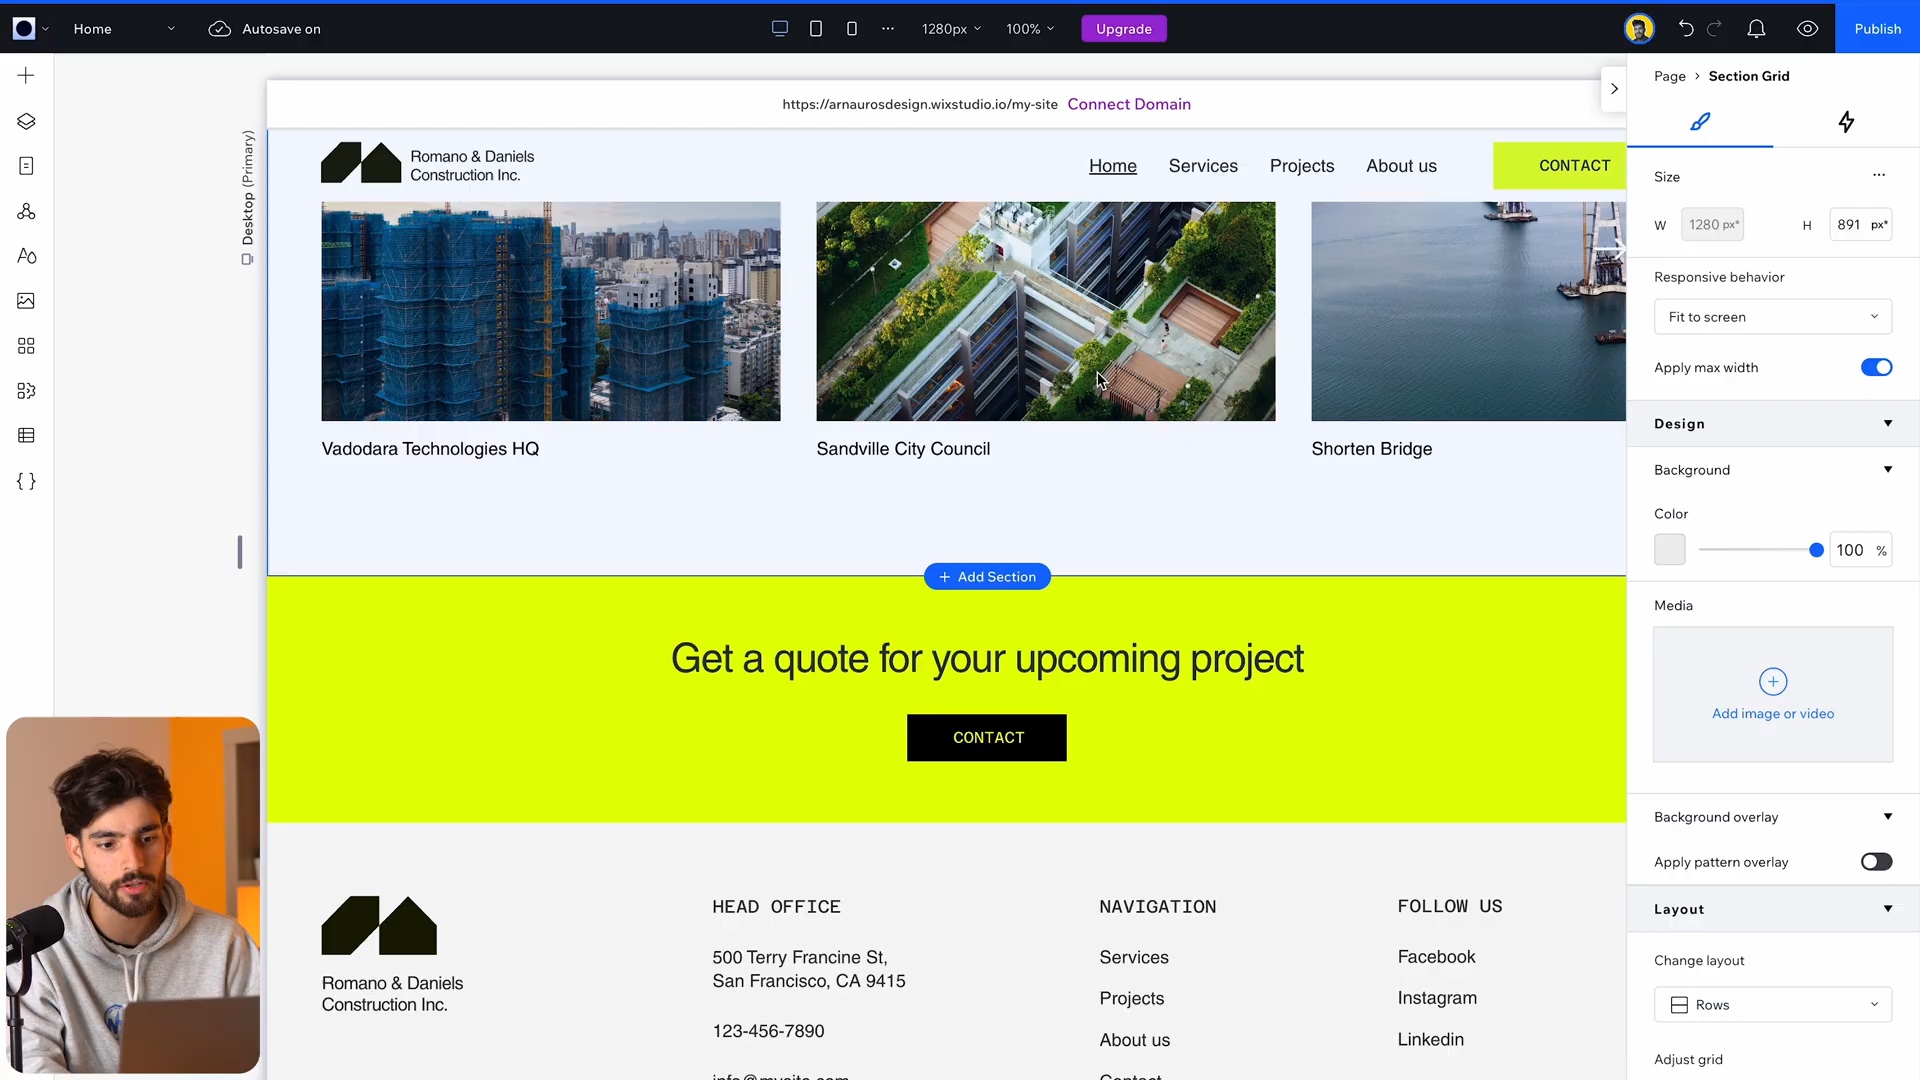 Home
Autosave on
1280px
100%
Upgrade
Publish
https://arnaurosdesign.wixstudio.io/my-site Connect Domain
Desktop (Primary)
Romano & Daniels
Construction Inc.
Home
Services
Projects
About us
CONTACT
Vadodara Technologies HQ
Sandville City Council
Shorten Bridge
+ Add Section
Get a quote for your upcoming project
CONTACT
Romano & Daniels
Construction Inc.
HEAD OFFICE
500 Terry Francine St,
San Francisco, CA 9415
123-456-7890
info@mysite.com
NAVIGATION
Services
Projects
About us
Contact
FOLLOW US
Facebook
Instagram
Linkedin
Page > Section Grid
Size
W 1280 px* H 891 px*
Responsive behavior
Fit to screen
Apply max width
Design
Background
Color
100 %
Media
Add image or video
Background overlay
Apply pattern overlay
Layout
Change layout
Rows
Adjust grid